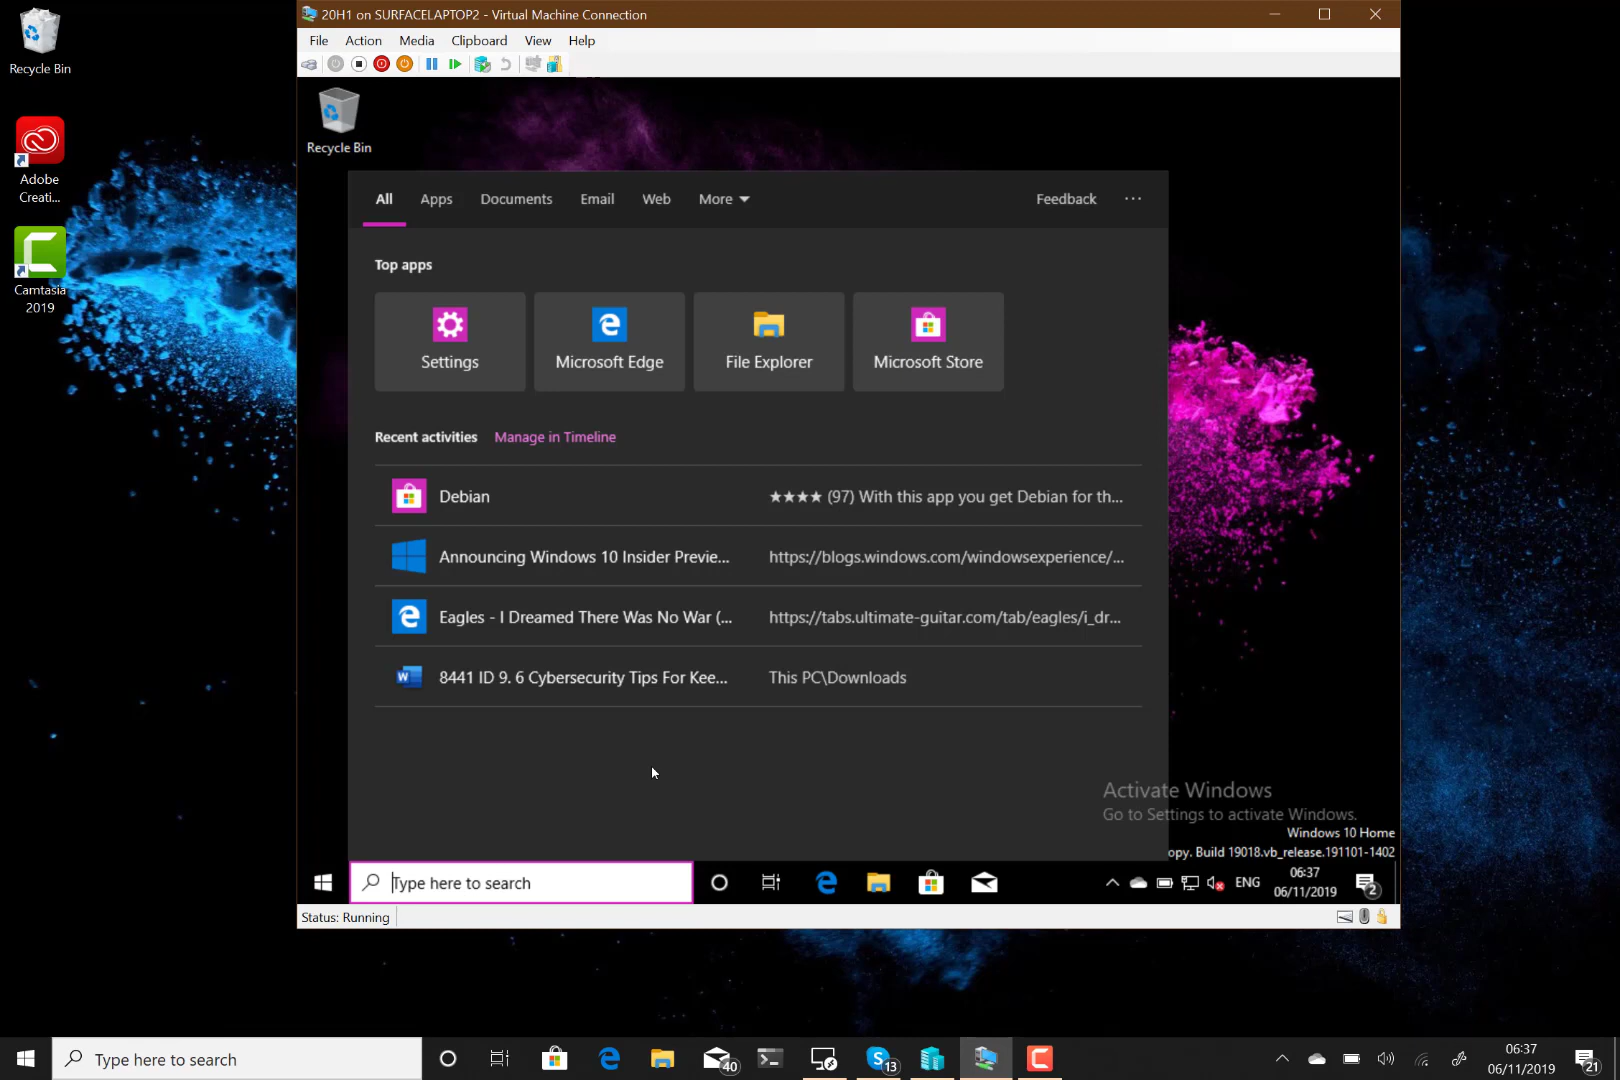 Recycle Bin
Adobe
Creati...
Camtasia
2019
20H1 on SURFACELAPTOP2 - Virtual Machine Connection
File Action Media Clipboard View Help
Recycle Bin
All Apps Documents Email Web More Feedback ...
Top apps
Settings Microsoft Edge File Explorer Microsoft Store
Recent activities Manage in Timeline
Debian ★★★★ (97) With this app you get Debian for th...
Announcing Windows 10 Insider Previe... https://blogs.windows.com/windowsexperience/...
Eagles - I Dreamed There Was No War (... https://tabs.ultimate-guitar.com/tab/eagles/i_dr...
8441 ID 9. 6 Cybersecurity Tips For Kee... This PC\Downloads
Activate Windows
Go to Settings to activate Windows.
Windows 10 Home
opy. Build 19018.vb_release.191101-1402
Type here to search ENG 06:37
06/11/2019 2
Status: Running
Type here to search 40 13 06:37
06/11/2019 21